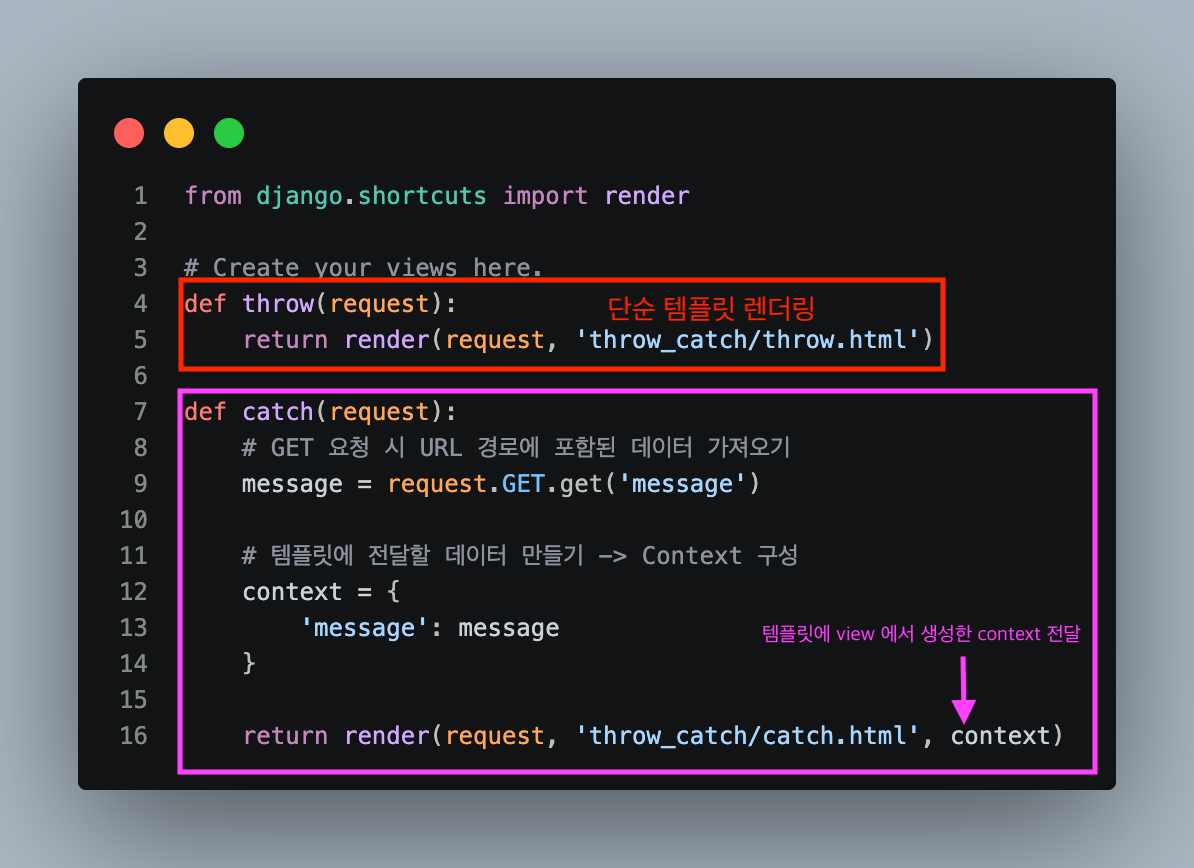 1 from django.shortcuts import render
2
3 # Create your views here.
4 def throw(request):
단순 템플릿 렌더링
5     return render(request, 'throw_catch/throw.html')
6
7 def catch(request):
8     # GET 요청 시 URL 경로에 포함된 데이터 가져오기
9     message = request.GET.get('message')
10
11     # 템플릿에 전달할 데이터 만들기 -> Context 구성
12     context = {
13         'message': message
템플릿에 view 에서 생성한 context 전달
14     }
15
16     return render(request, 'throw_catch/catch.html', context)